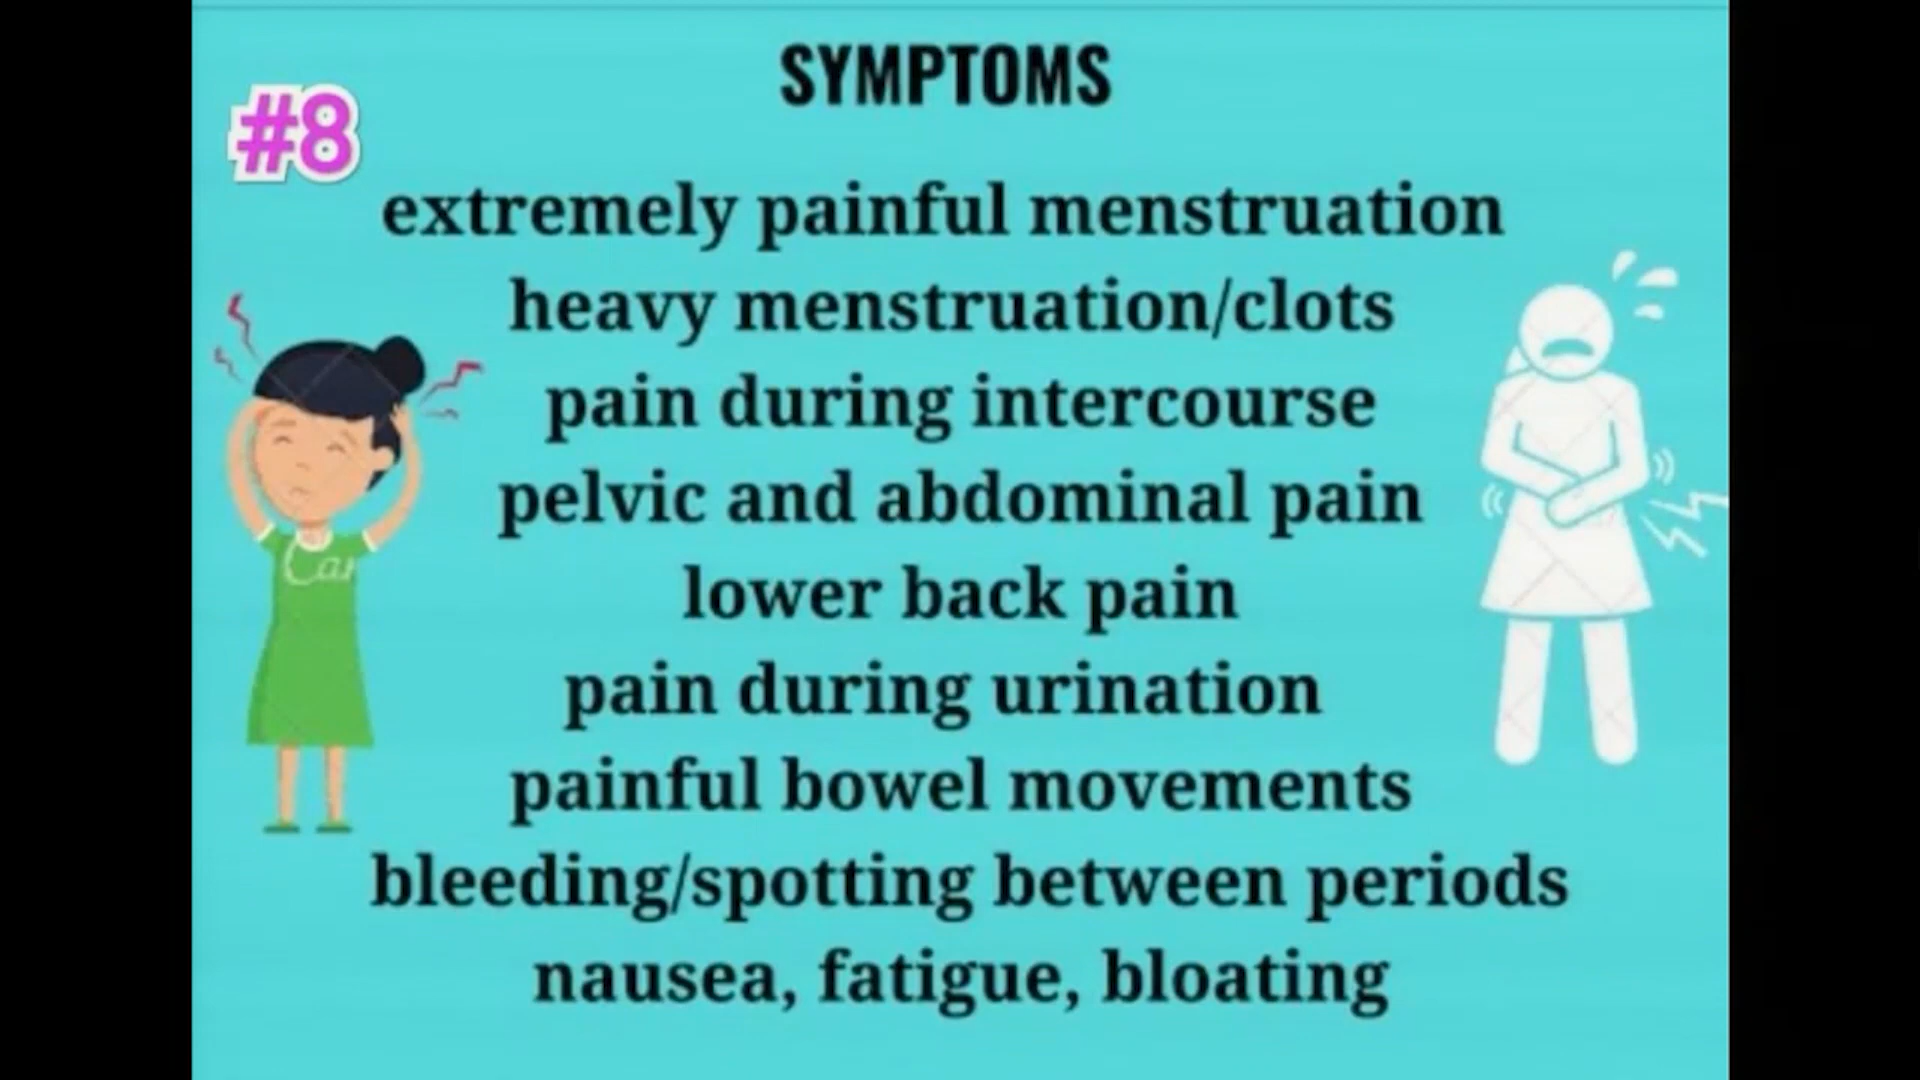 SYMPTOMS
#8
extremely painful menstruation
heavy menstruation/clots
pain during intercourse
pelvic and abdominal pain
lower back pain
pain during urination
painful bowel movements
bleeding/spotting between periods
nausea, fatigue, bloating